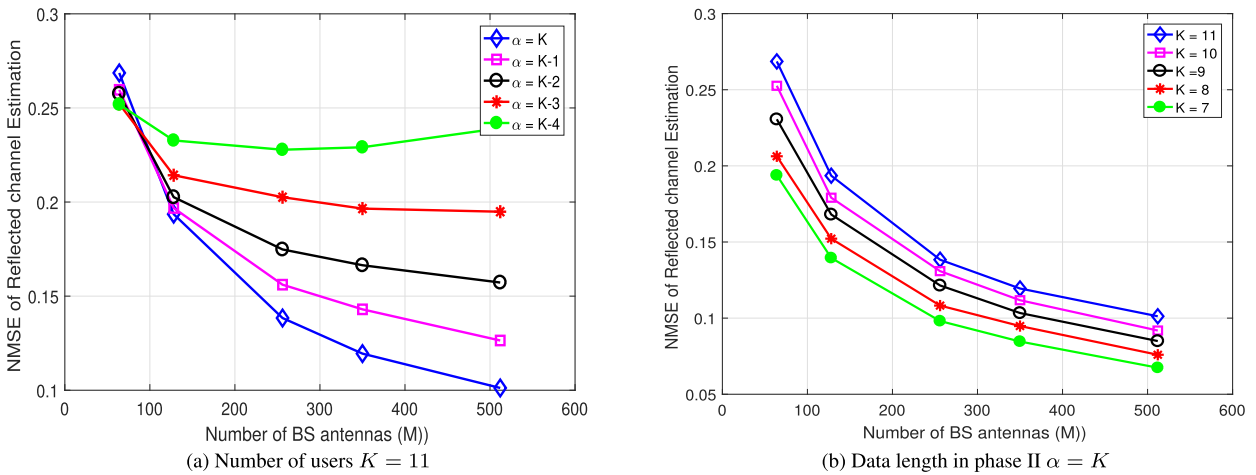 NMSE of Reflected channel Estimation
0.3
0.25
0.2
0.15
0.1
0
100
200
300
400
500
600
Number of BS antennas (M))
α = K
α = K-1
α = K-2
α = K-3
α = K-4
(a) Number of users K = 11
NMSE of Reflected channel Estimation
0.3
0.25
0.2
0.15
0.1
0.05
0
100
200
300
400
500
600
Number of BS antennas (M))
K = 11
K = 10
K =9
K = 8
K = 7
(b) Data length in phase II α = K